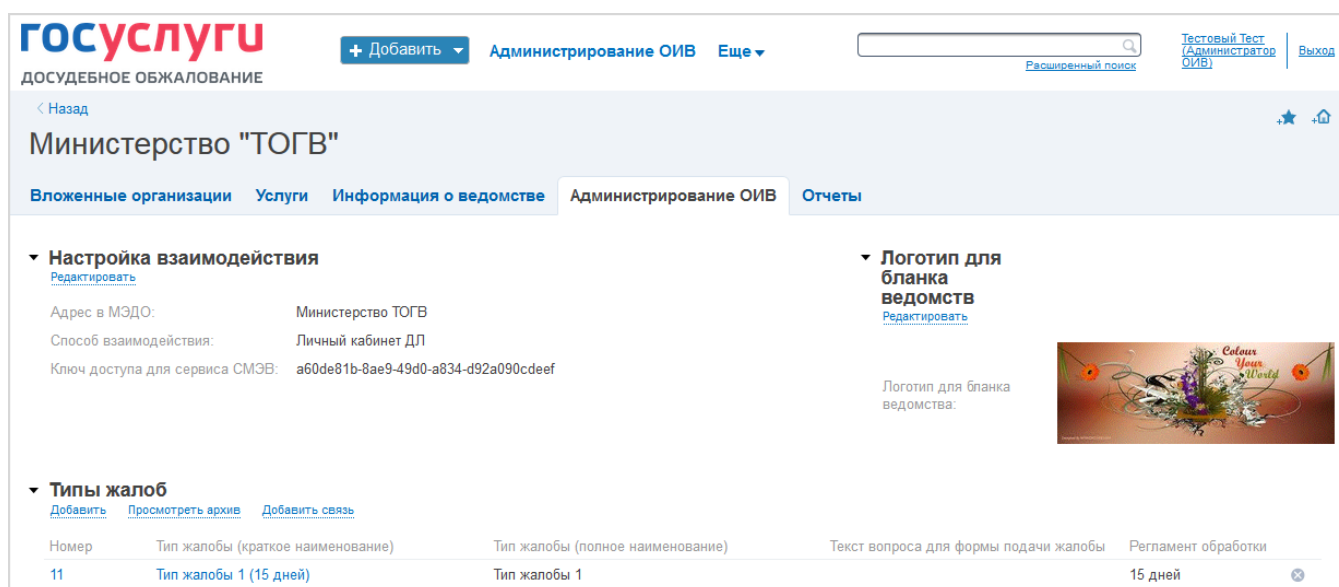 госуслуги
ДОСУДЕБНОЕ ОБЖАЛОВАНИЕ
+ Добавить
Администрирование ОИВ
Еще
Расширенный поиск
Тестовый Тест
(Администратор
ОИВ)
Выход
Назад
Министерство "ТОГВ"
Вложенные организации
Услуги
Информация о ведомстве
Администрирование ОИВ
Отчеты
Настройка взаимодействия
Редактировать
Адрес в МЭДО: Министерство ТОГВ
Способ взаимодействия: Личный кабинет ДЛ
Ключ доступа для сервиса СМЭВ: a60de81b-8ae9-49d0-a834-d92a090cdeef
Логотип для
бланка
ведомств
Редактировать
Логотип для бланка
ведомства:
Colour
Your
World
Типы жалоб
Добавить Просмотреть архив Добавить связь
Номер Тип жалобы (краткое наименование) Тип жалобы (полное наименование) Текст вопроса для формы подачи жалобы Регламент обработки
11 Тип жалобы 1 (15 дней) Тип жалобы 1 15 дней